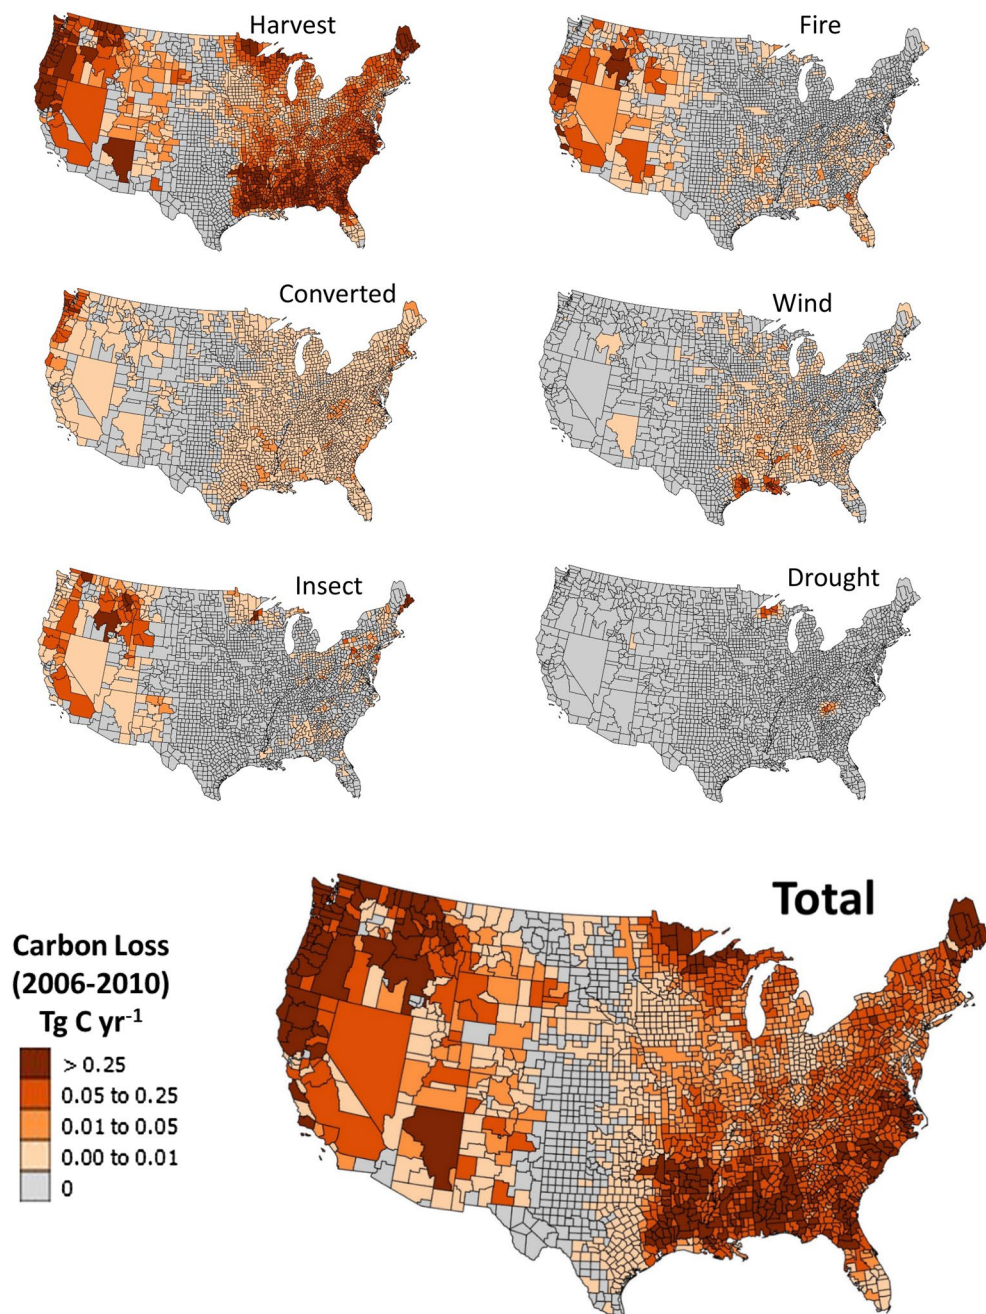 Harvest
Fire
Converted
Wind
Insect
Drought
Total
Carbon Loss
(2006-2010)
Tg C yr⁻¹
> 0.25
0.05 to 0.25
0.01 to 0.05
0.00 to 0.01
0